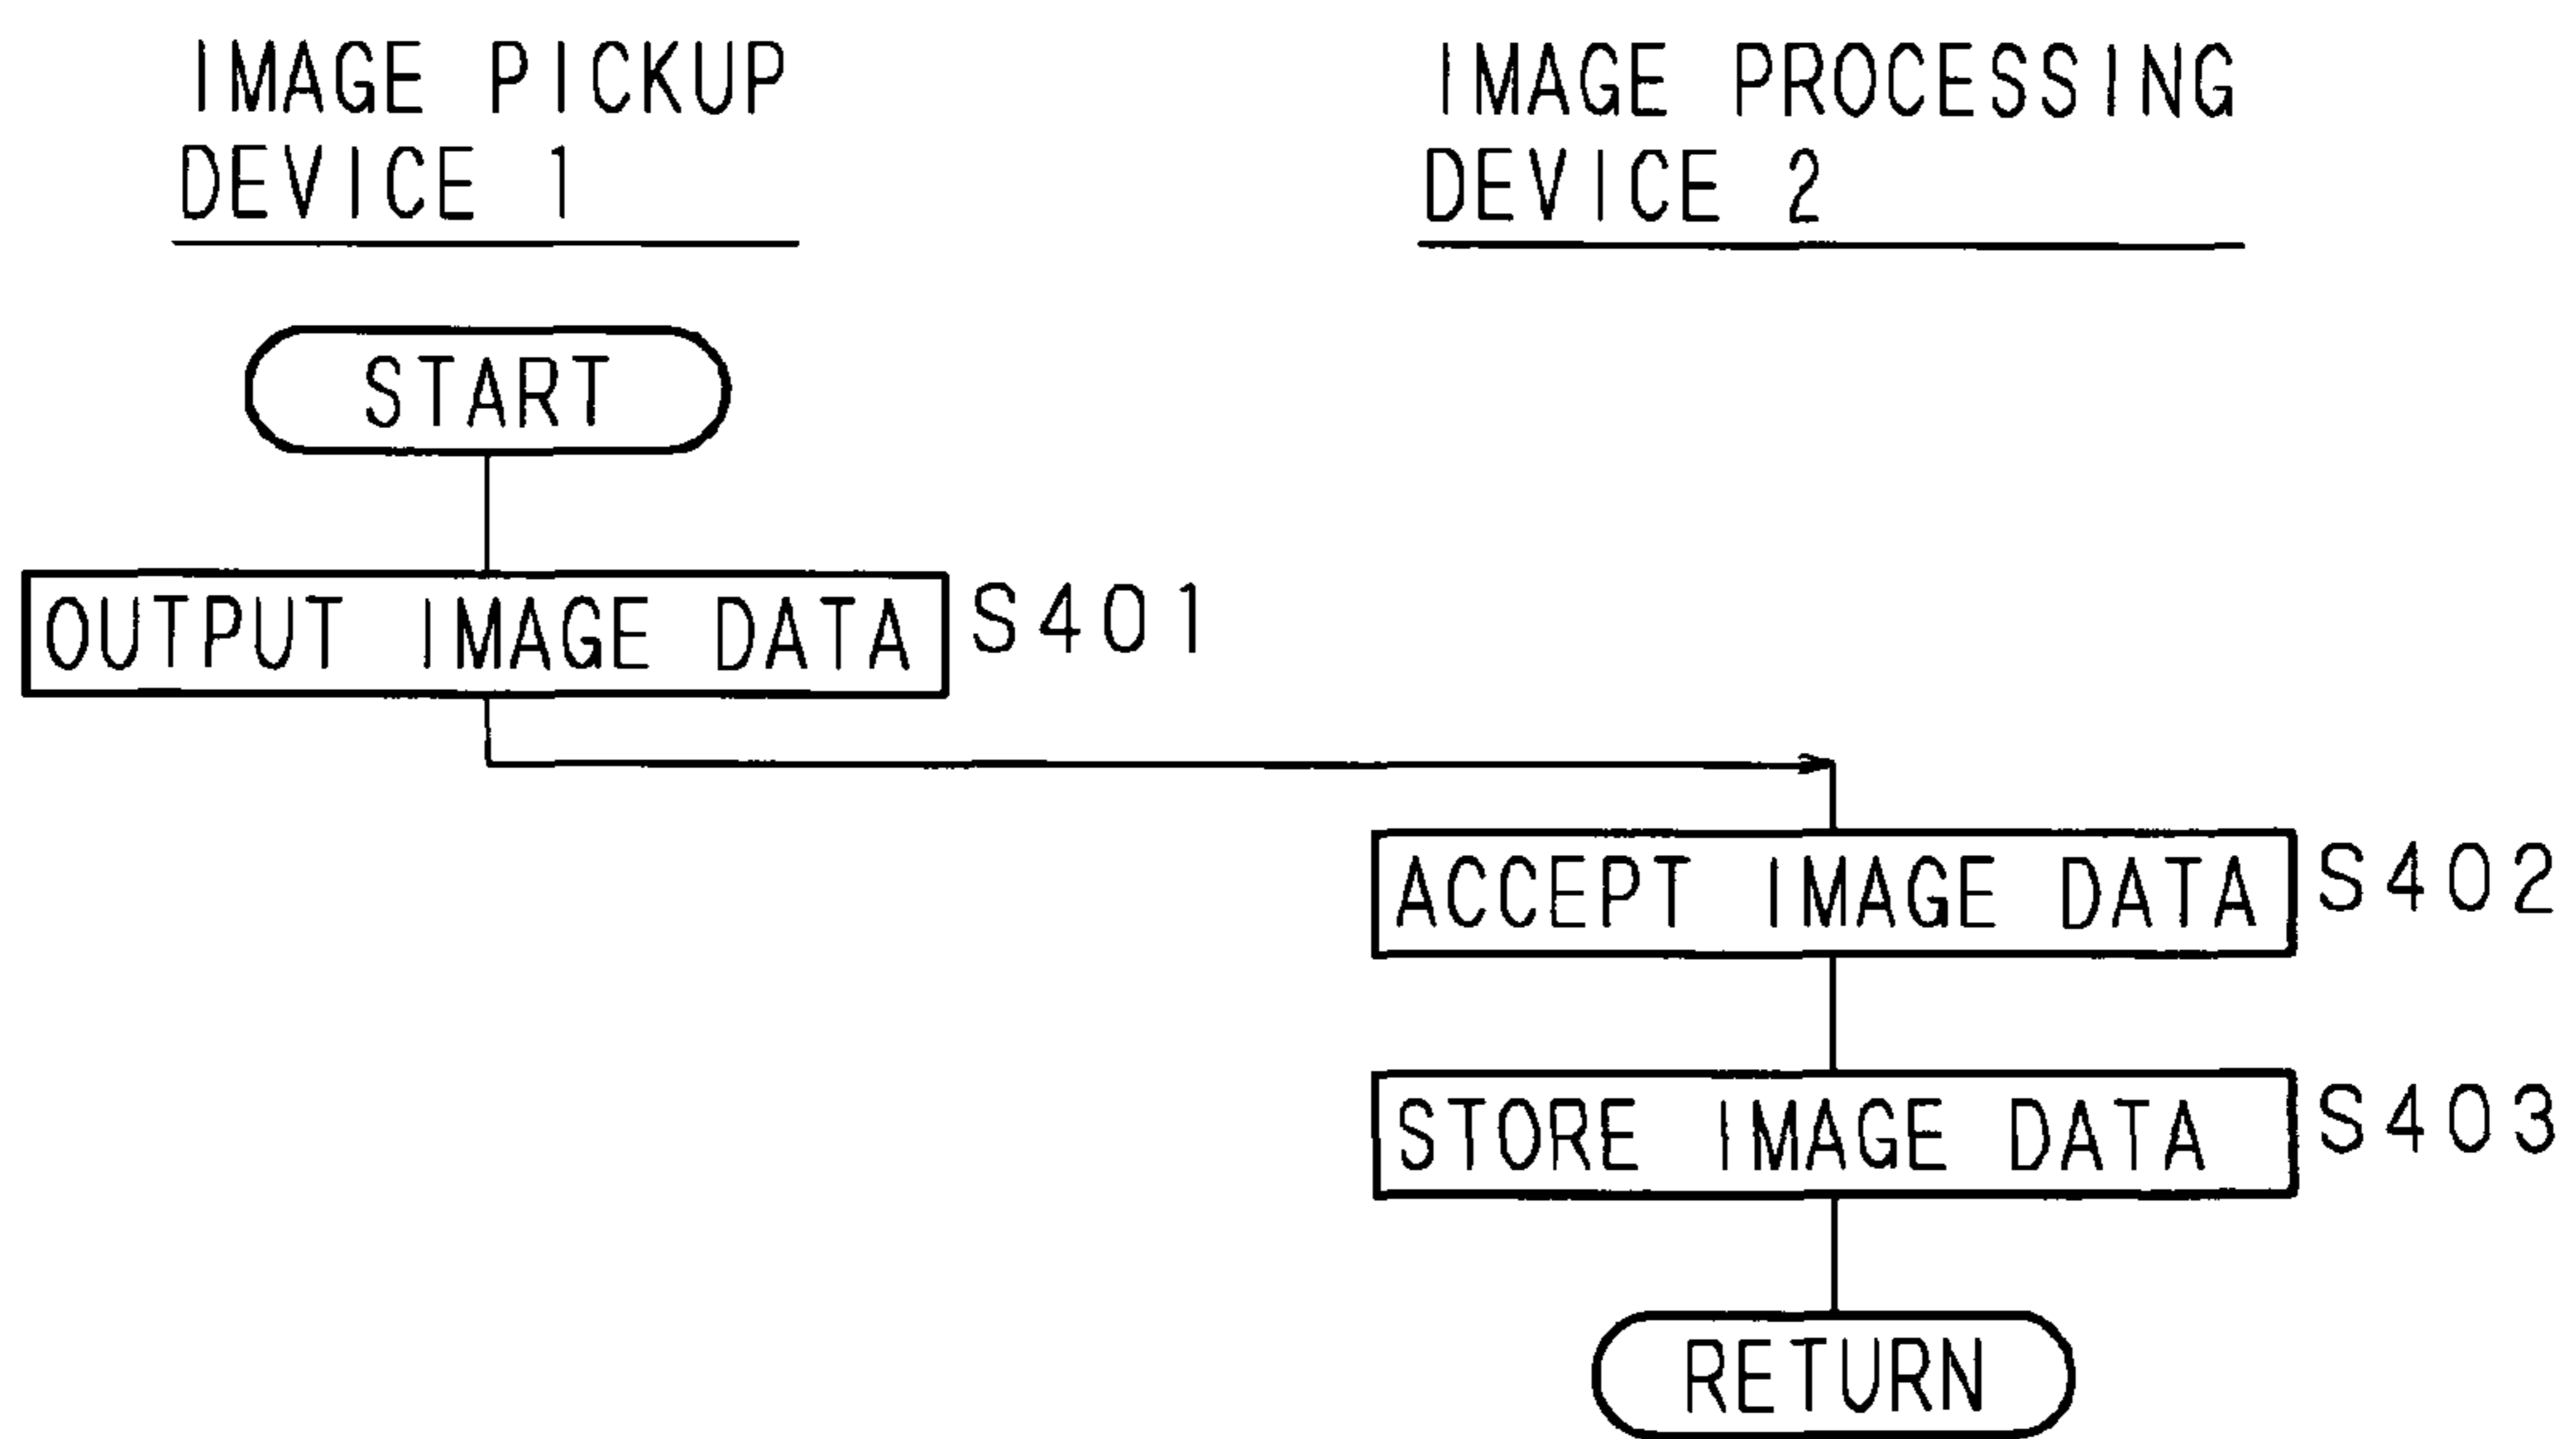 IMAGE PICKUP
DEVICE 1
IMAGE PROCESSING
DEVICE 2
START
OUTPUT IMAGE DATA S401
ACCEPT IMAGE DATA S402
STORE IMAGE DATA S403
RETURN